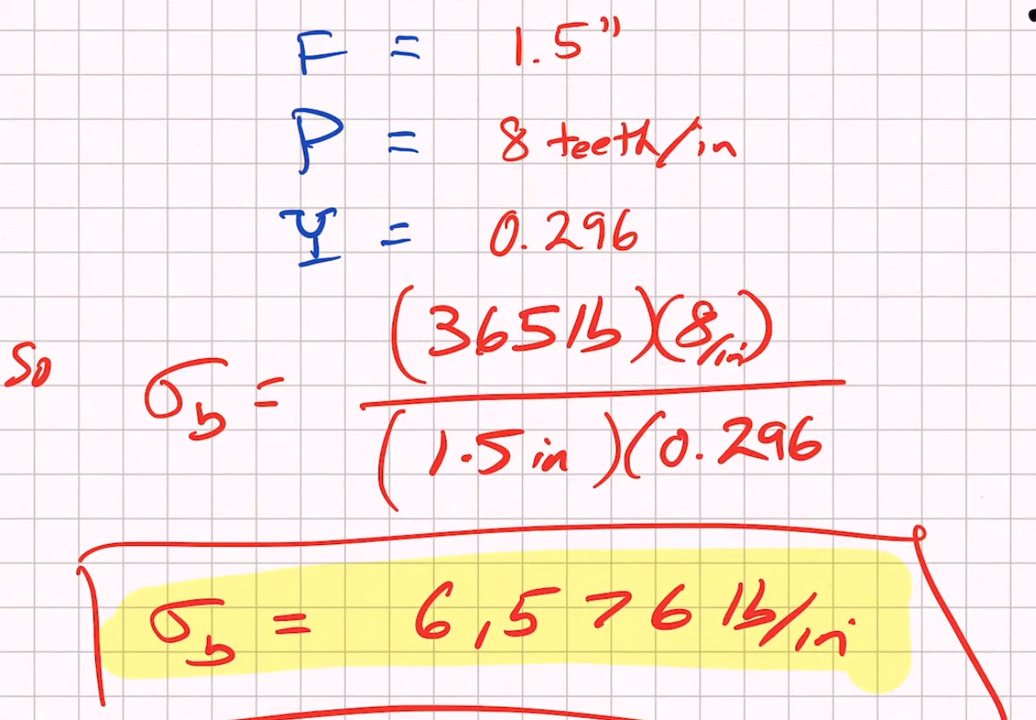 F = 1.5"
P = 8 teeth/in
Y = 0.296
So σb = (365 lb)(8/in)
(1.5 in)(0.296
σb = 6,576 lb/in